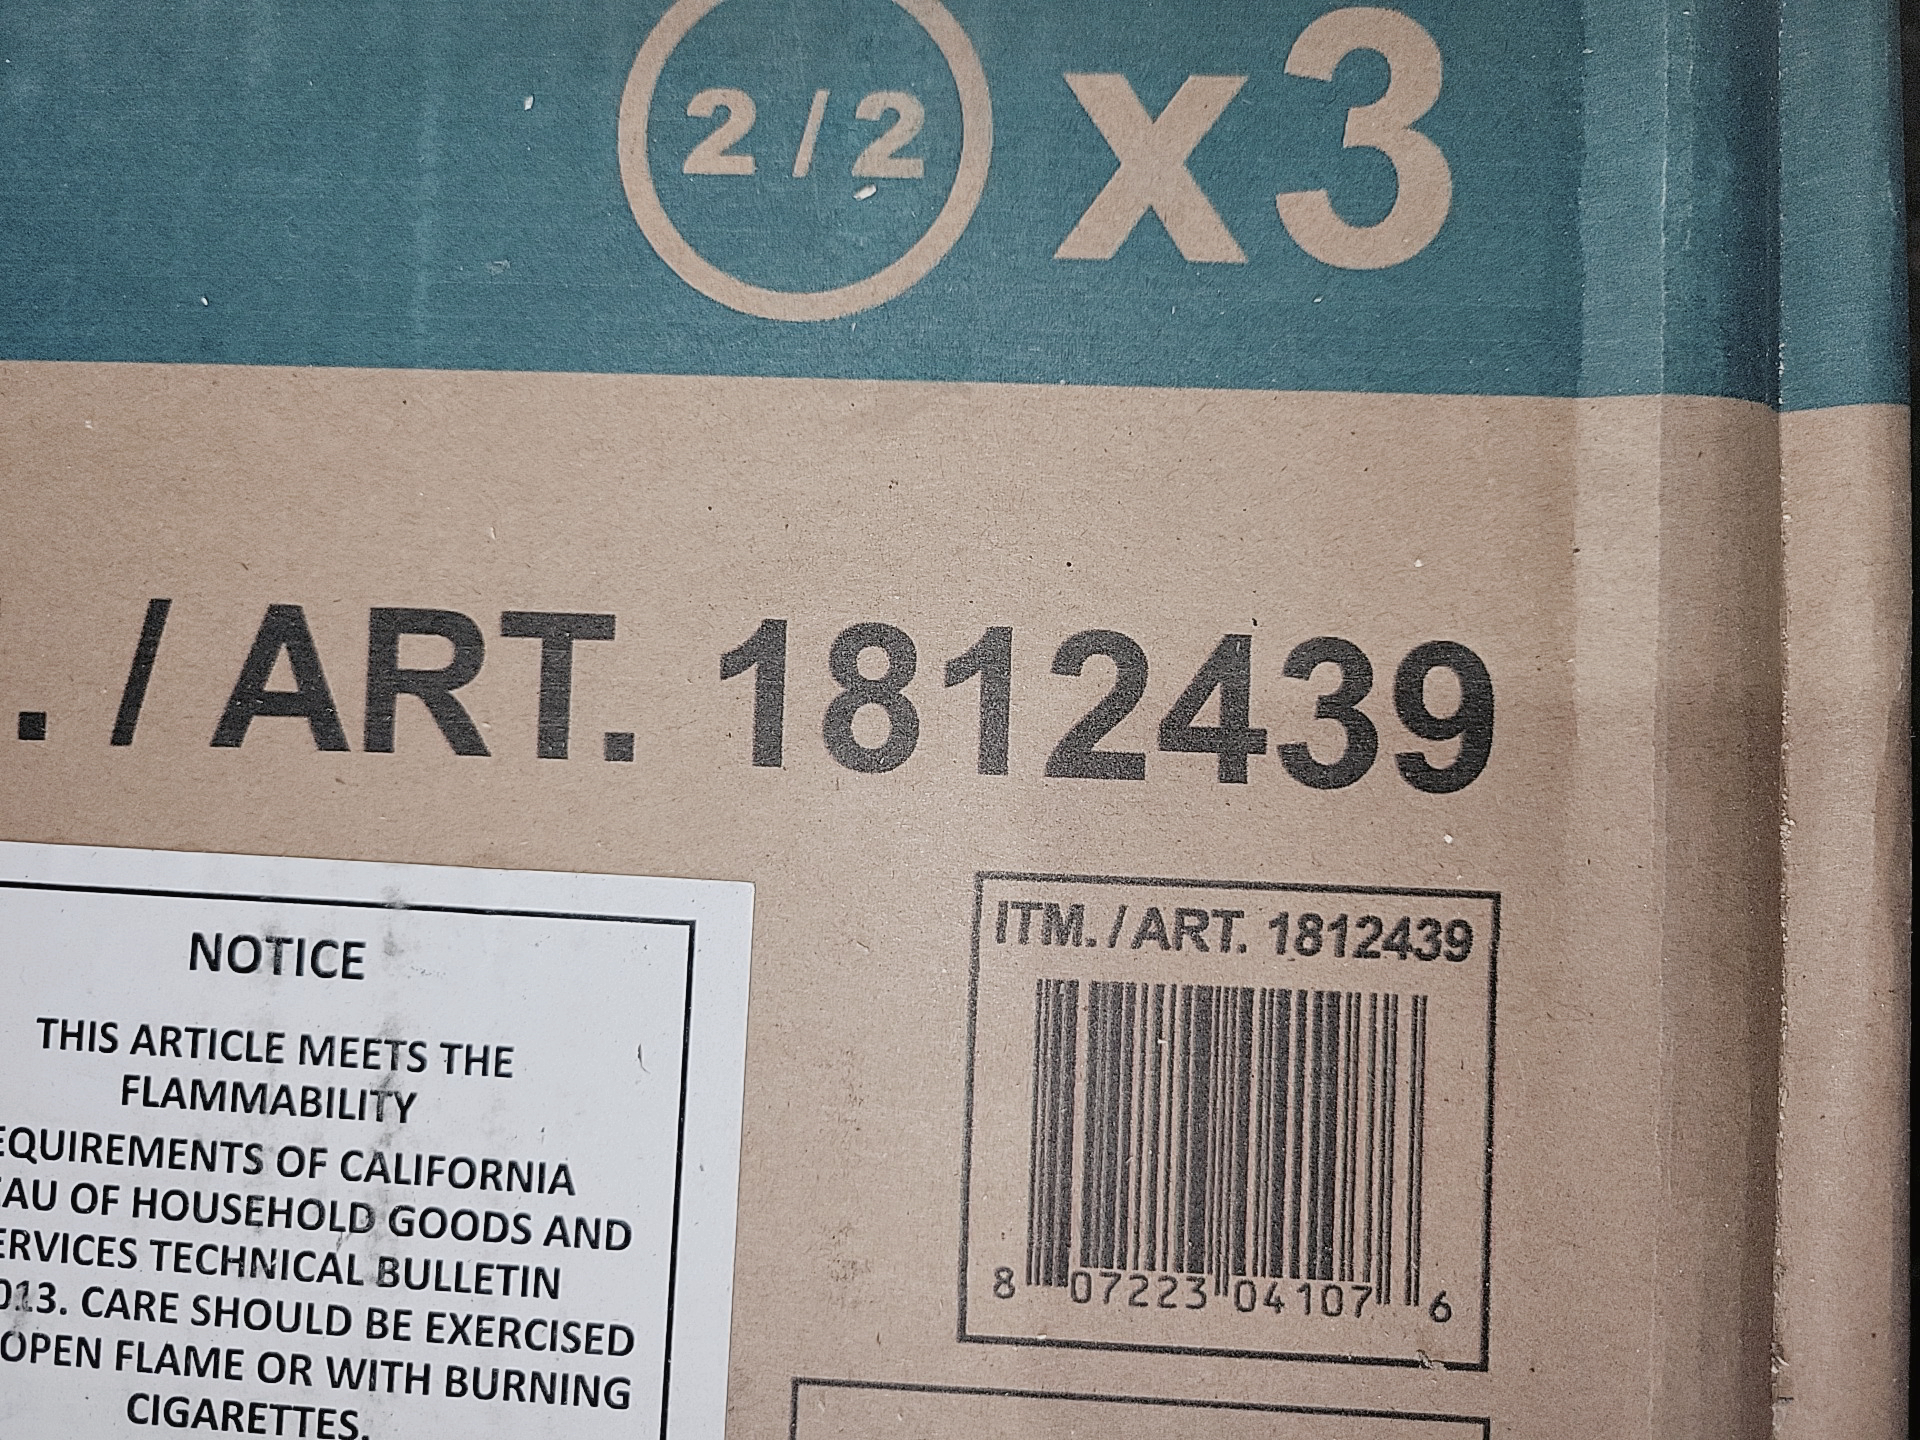 2/2 x3
. / ART. 1812439
ITM. / ART. 1812439
8 07223 04107 6
NOTICE
THIS ARTICLE MEETS THE
FLAMMABILITY
EQUIREMENTS OF CALIFORNIA
EAU OF HOUSEHOLD GOODS AND
ERVICES TECHNICAL BULLETIN
013. CARE SHOULD BE EXERCISED
OPEN FLAME OR WITH BURNING
CIGARETTES.